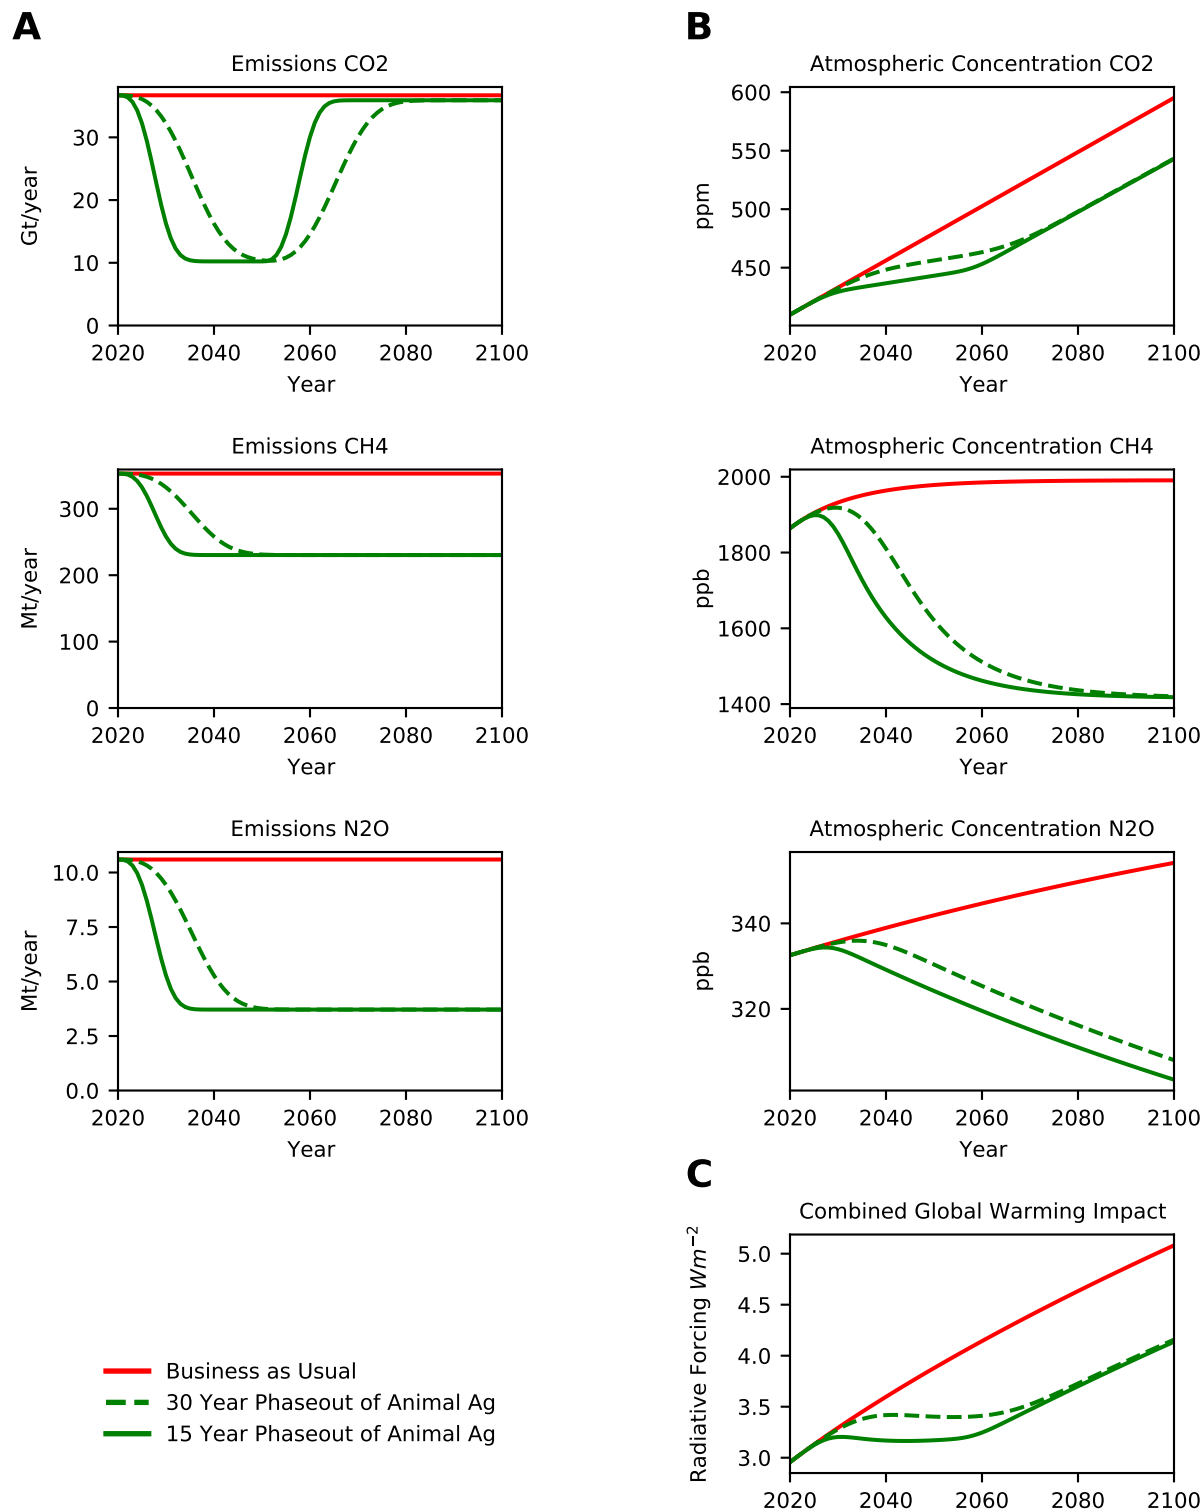 A
Emissions CO2
30
20
10
0
Gt/year
2020 2040 2060 2080 2100
Year
Emissions CH4
300
200
100
0
Mt/year
2020 2040 2060 2080 2100
Year
Emissions N2O
10.0
7.5
5.0
2.5
0.0
Mt/year
2020 2040 2060 2080 2100
Year
B
Atmospheric Concentration CO2
600
550
500
450
ppm
2020 2040 2060 2080 2100
Year
Atmospheric Concentration CH4
2000
1800
1600
1400
ppb
2020 2040 2060 2080 2100
Year
Atmospheric Concentration N2O
340
320
ppb
2020 2040 2060 2080 2100
Year
C
Combined Global Warming Impact
5.0
4.5
4.0
3.5
3.0
Radiative Forcing Wm⁻²
2020 2040 2060 2080 2100
Business as Usual
30 Year Phaseout of Animal Ag
15 Year Phaseout of Animal Ag